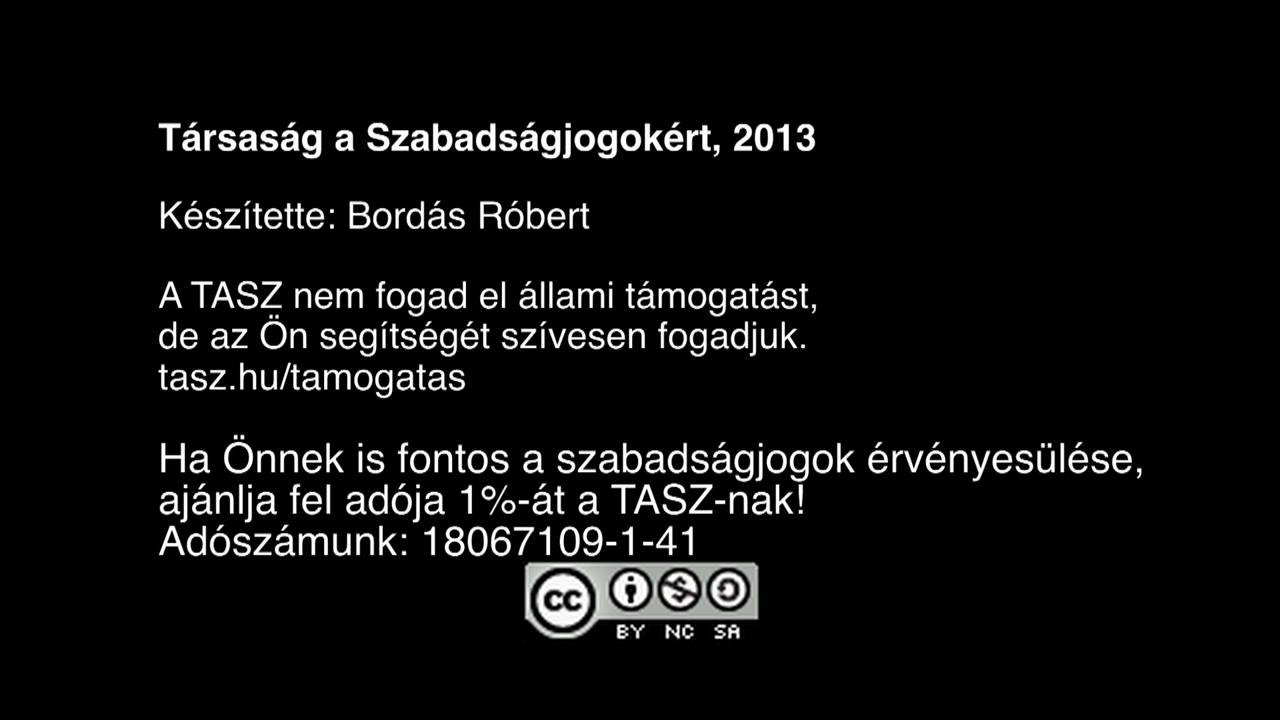 Társaság a Szabadságjogokért, 2013
Készítette: Bordás Róbert
A TASZ nem fogad el állami támogatást,
de az Ön segítségét szívesen fogadjuk.
tasz.hu/tamogatas
Ha Önnek is fontos a szabadságjogok érvényesülése,
ajánlja fel adója 1%-át a TASZ-nak!
Adószámunk: 18067109-1-41
cc
BY NC SA